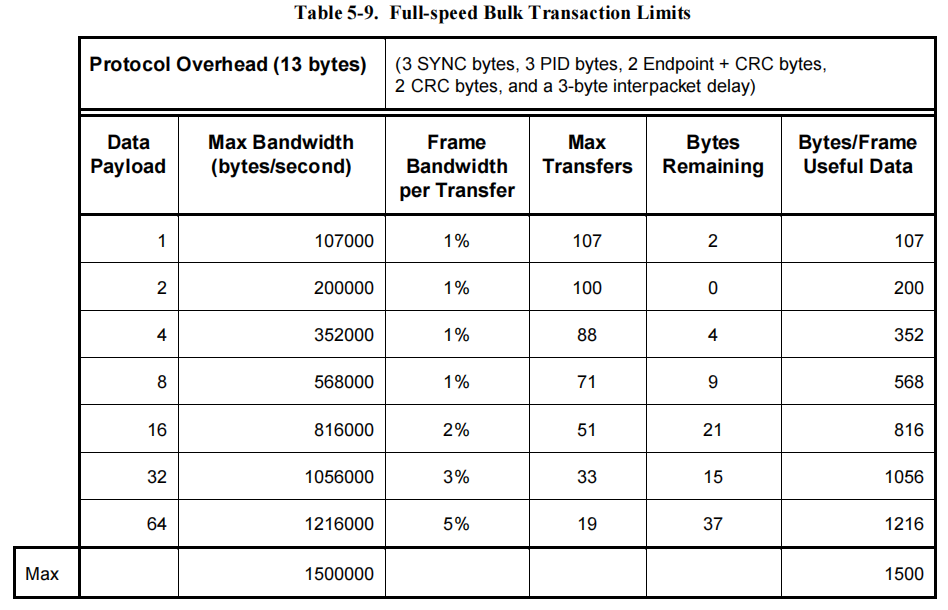 Table 5-9. Full-speed Bulk Transaction Limits
Protocol Overhead (13 bytes) (3 SYNC bytes, 3 PID bytes, 2 Endpoint + CRC bytes,
2 CRC bytes, and a 3-byte interpacket delay)
Data Max Bandwidth Frame Max Bytes Bytes/Frame
Payload (bytes/second) Bandwidth Transfers Remaining Useful Data
per Transfer
1 107000 1% 107 2 107
2 200000 1% 100 0 200
4 352000 1% 88 4 352
8 568000 1% 71 9 568
16 816000 2% 51 21 816
32 1056000 3% 33 15 1056
64 1216000 5% 19 37 1216
Max 1500000 1500